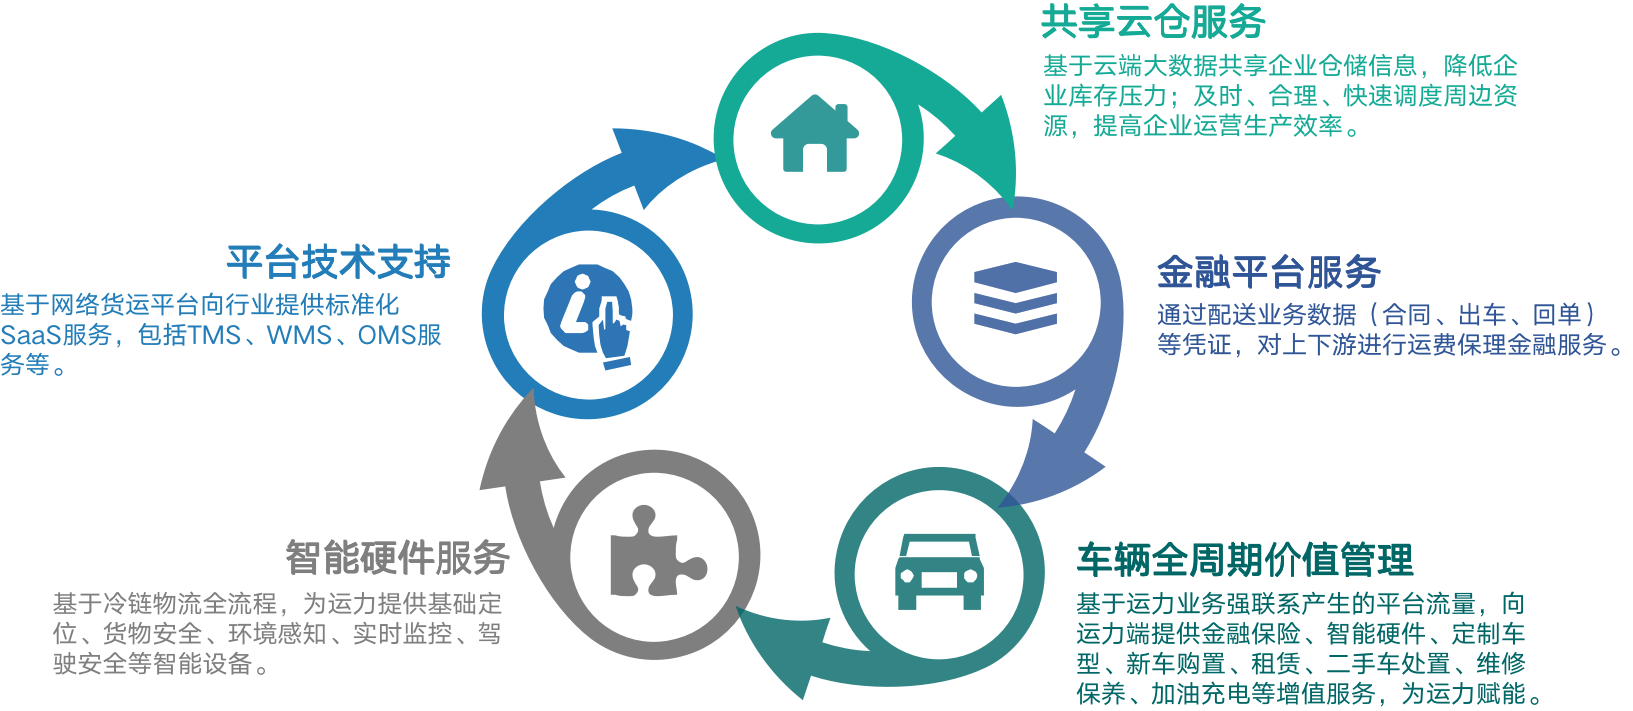 共享云仓服务
基于云端大数据共享企业仓储信息，降低企
业库存压力；及时、合理、快速调度周边资
源，提高企业运营生产效率。
平台技术支持
基于网络货运平台向行业提供标准化
SaaS服务，包括TMS、WMS、OMS服
务等。
金融平台服务
通过配送业务数据（合同、出车、回单）
等凭证，对上下游进行运费保理金融服务。
智能硬件服务
基于冷链物流全流程，为运力提供基础定
位、货物安全、环境感知、实时监控、驾
驶安全等智能设备。
车辆全周期价值管理
基于运力业务强联系产生的平台流量，向
运力端提供金融保险、智能硬件、定制车
型、新车购置、租赁、二手车处置、维修
保养、加油充电等增值服务，为运力赋能。